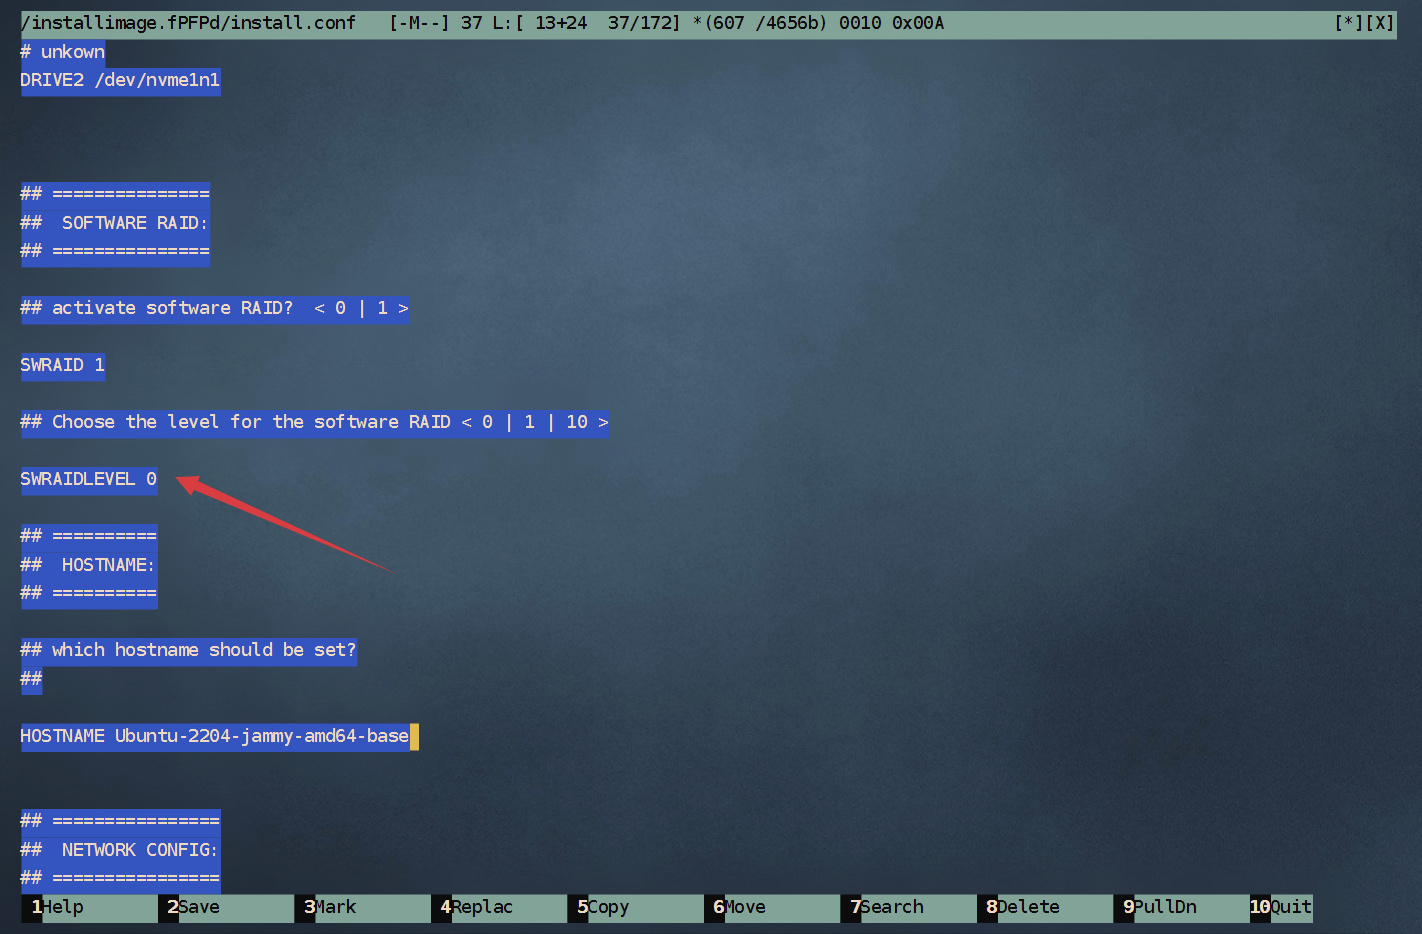 /installimage.fPFPd/install.conf   [-M--] 37 L:[ 13+24  37/172] *(607 /4656b) 0010 0x00A   [*][X]
# unkown
DRIVE2 /dev/nvme1n1
## ===============
##  SOFTWARE RAID:
## ===============
## activate software RAID?  < 0 | 1 >
SWRAID 1
## Choose the level for the software RAID < 0 | 1 | 10 >
SWRAIDLEVEL 0
## ==========
##  HOSTNAME:
## ==========
## which hostname should be set?
##
HOSTNAME Ubuntu-2204-jammy-amd64-base
## ================
##  NETWORK CONFIG:
## ================
1Help 2Save 3Mark 4Replac 5Copy 6Move 7Search 8Delete 9PullDn 10Quit